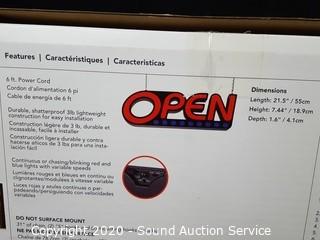 Features | Caractéristiques | Características
6 ft. Power Cord
Cordon d'alimentation 6 pi
Cable de energía de 6 ft
Durable, shatterproof 3lb lightweight
construction for easy installation
Construction légère de 3 lb, durable et
incassable, facile à installer
Construcción ligera durable y contra
hacerse aticos de 3 lbs para una
instalación fácil
Continuous or chasing/blinking red and
blue lights with variable speeds
Lumières rouges et bleues en continu ou
clignotantes/modulées à vitesse variable
Luces rojas y azules continuas o
parpadeando/persiguiendo con
velocidades variables
OPEN
Dimensions
Length: 21.5" / 55cm
Height: 7.44" / 18.9cm
Depth: 1.6" / 4.1cm
DO NOT SURFACE MOUNT
Copyright 2020 - Sound Auction Service